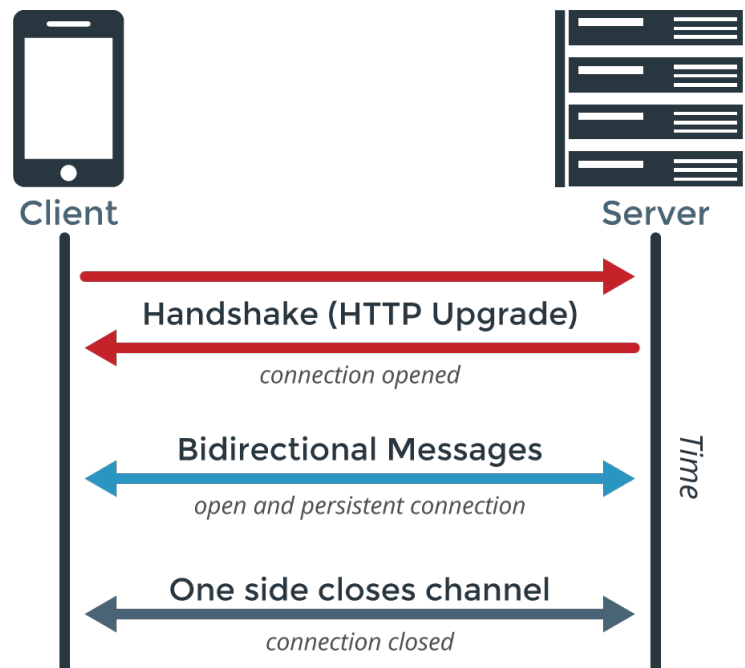 Client
Server
Handshake (HTTP Upgrade)
connection opened
Bidirectional Messages
open and persistent connection
Time
One side closes channel
connection closed